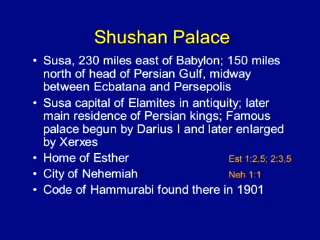 Shushan Palace
• Susa, 230 miles east of Babylon; 150 miles
north of head of Persian Gulf, midway
between Ecbatana and Persepolis
• Susa capital of Elamites in antiquity; later
main residence of Persian kings; Famous
palace begun by Darius I and later enlarged
by Xerxes
• Home of Esther Est 1:2,5; 2:3,5
• City of Nehemiah Neh 1:1
• Code of Hammurabi found there in 1901